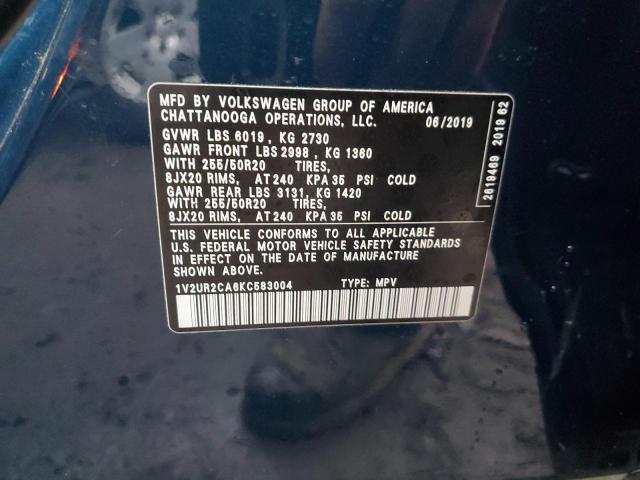 MFD BY VOLKSWAGEN GROUP OF AMERICA
CHATTANOOGA OPERATIONS, LLC. 06/2019
GVWR LBS 6019 , KG 2730
GAWR FRONT LBS 2998 , KG 1360
WITH 255/50R20 TIRES,
8JX20 RIMS, AT 240 KPA 35 PSI COLD
GAWR REAR LBS 3131, KG 1420
WITH 255/50R20 TIRES,
8JX20 RIMS, AT 240 KPA 35 PSI COLD
THIS VEHICLE CONFORMS TO ALL APPLICABLE
U.S. FEDERAL MOTOR VEHICLE SAFETY STANDARDS
IN EFFECT ON THE DATE OF MANUFACTURE
SHOWN ABOVE.
1V2UR2CA6KC583004 TYPE: MPV
2619469 2019 62